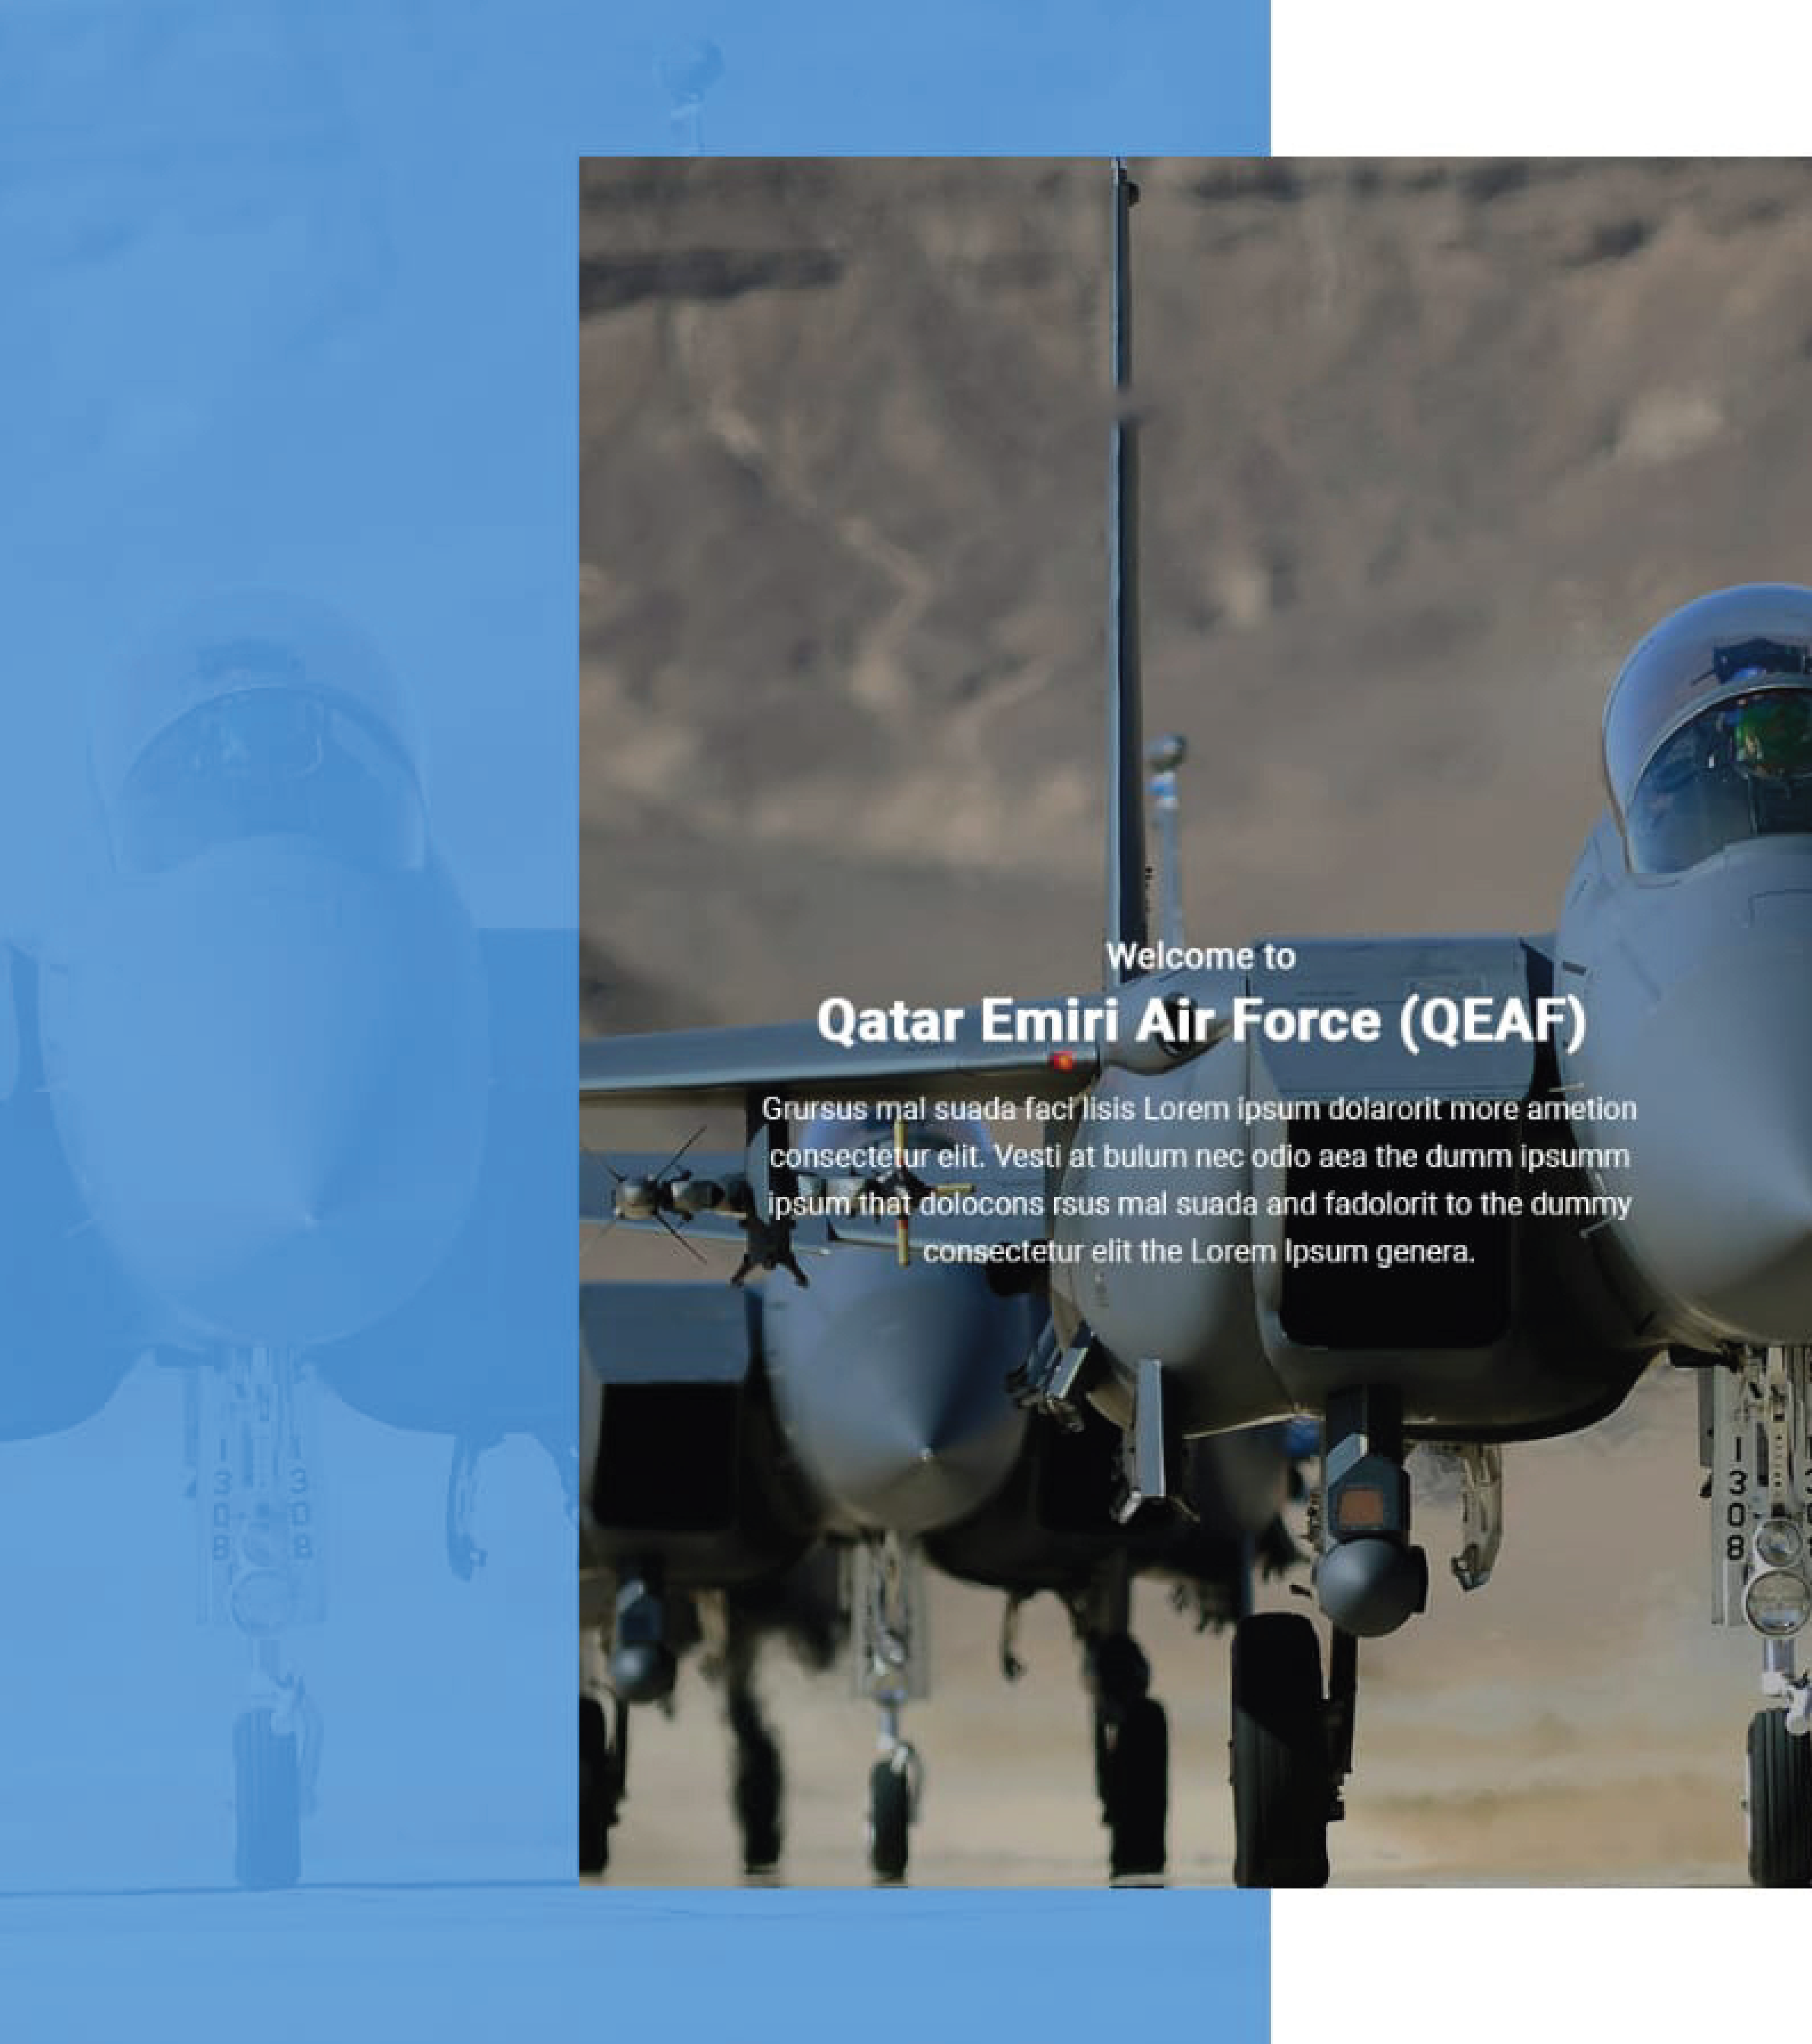 Welcome to
Qatar Emiri Air Force (QEAF)
Grursus mal suada faci lisis Lorem ipsum dolarorit more ametion
consectetur elit. Vesti at bulum nec odio aea the dumm ipsumm
ipsum that dolocons rsus mal suada and fadolorit to the dummy
consectetur elit the Lorem Ipsum genera.
1308
1308
1308